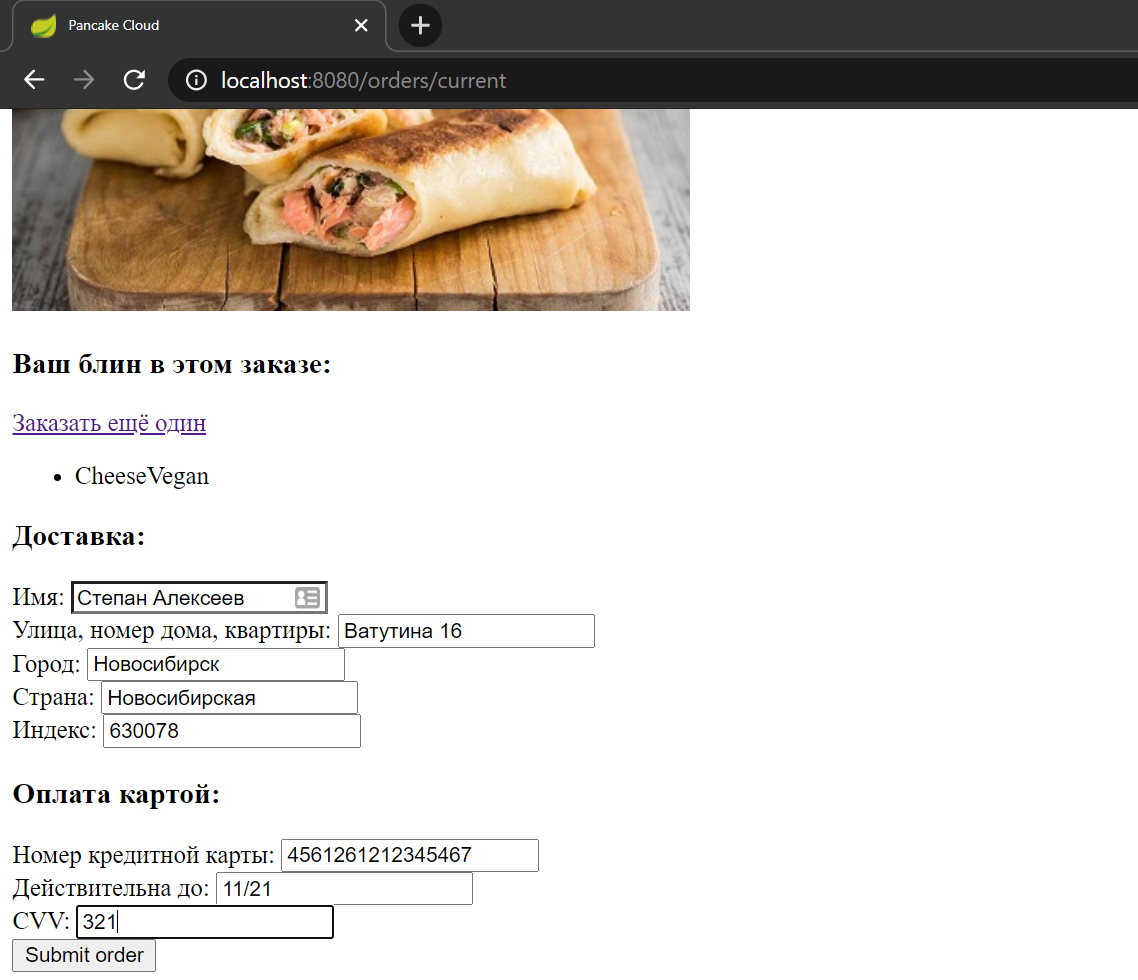 Pancake Cloud
localhost:8080/orders/current
Ваш блин в этом заказе:
Заказать ещё один
CheeseVegan
Доставка:
Имя: Степан Алексеев
Улица, номер дома, квартиры: Ватутина 16
Город: Новосибирск
Страна: Новосибирская
Индекс: 630078
Оплата картой:
Номер кредитной карты: 4561261212345467
Действительна до: 11/21
CVV: 321
Submit order